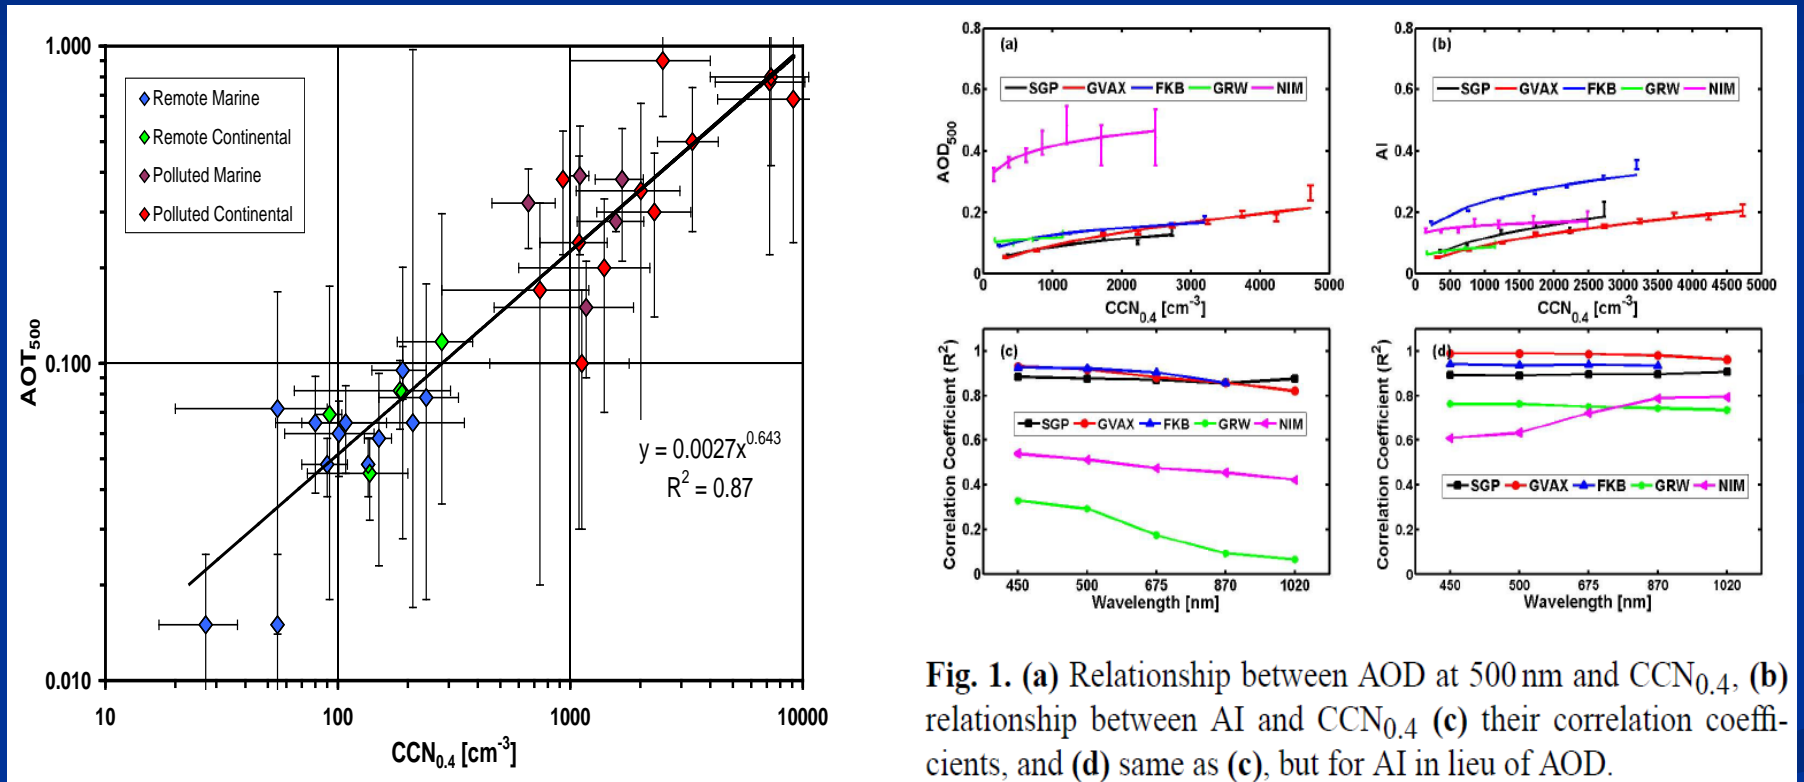 1.000
0.100
0.010
AOT500
Remote Marine
Remote Continental
Polluted Marine
Polluted Continental
y = 0.0027x^0.643
R^2 = 0.87
10 100 1000 10000
CCN0.4 [cm^-3]
(a)
0.8
0.6
0.4
0.2
0
AOD500
SGP GVAX FKB GRW NIM
0 1000 2000 3000 4000 5000
CCN0.4 [cm^-3]
(b)
0.8
0.6
0.4
0.2
0
AI
SGP GVAX FKB GRW NIM
0 500 1000 1500 2000 2500 3000 3500 4000 4500 5000
CCN0.4 [cm^-3]
(c)
1
0.8
0.6
0.4
0.2
0
Correlation Coefficient (R^2)
SGP GVAX FKB GRW NIM
450 500 675 870 1020
Wavelength [nm]
(d)
1
0.8
0.6
0.4
0.2
0
Correlation Coefficient (R^2)
SGP GVAX FKB GRW NIM
450 500 675 870 1020
Wavelength [nm]
Fig. 1. (a) Relationship between AOD at 500 nm and CCN0.4, (b)
relationship between AI and CCN0.4 (c) their correlation coeffi-
cients, and (d) same as (c), but for AI in lieu of AOD.